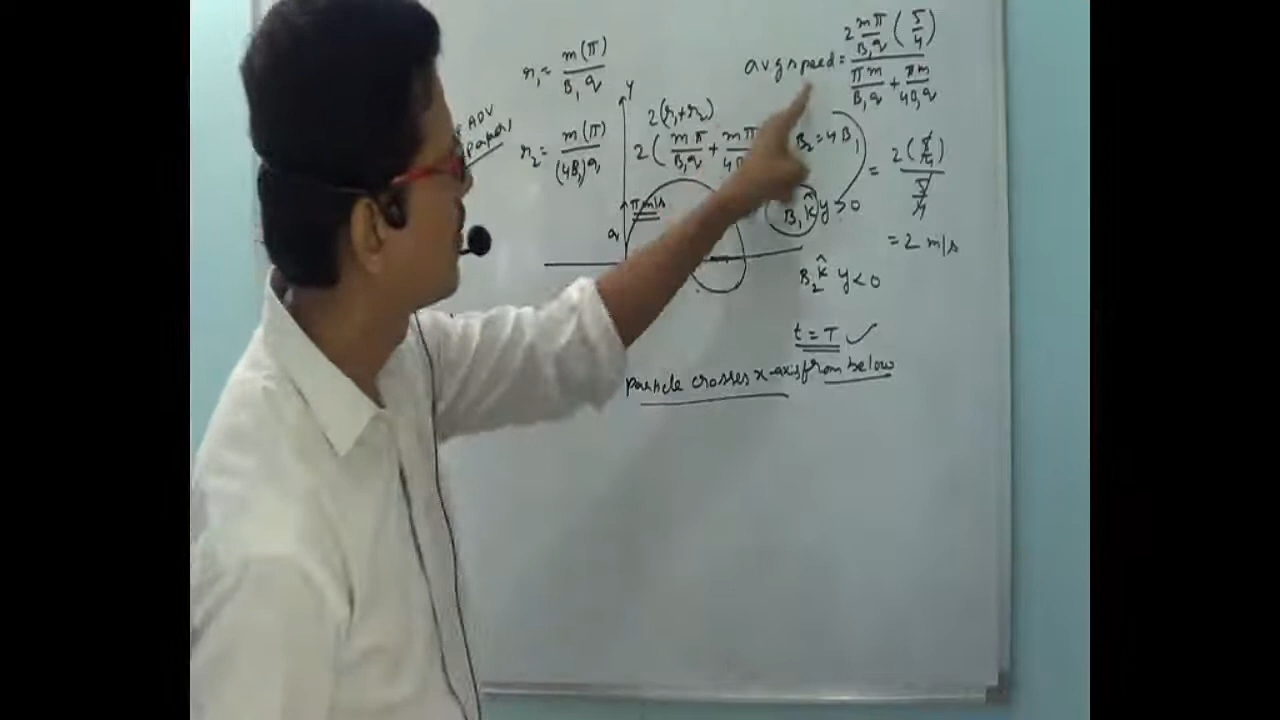 r₁ = m(π) / B₁q
r₂ = m(π) / (4B₁)q
ADV
paper
y
2(r₁+r₂)
2( mπ/B₁q + mπ/4B
π m/s
q
avg speed = 2 mπ/B₁q (5/4) / πm/B₁q + πm/4B₁q
B₂ = 4B₁
= 2(5/4) / 5/4
= 2 m/s
B₁ k̂ y > 0
B₂ k̂ y < 0
t = T ✓
particle crosses x-axis from below